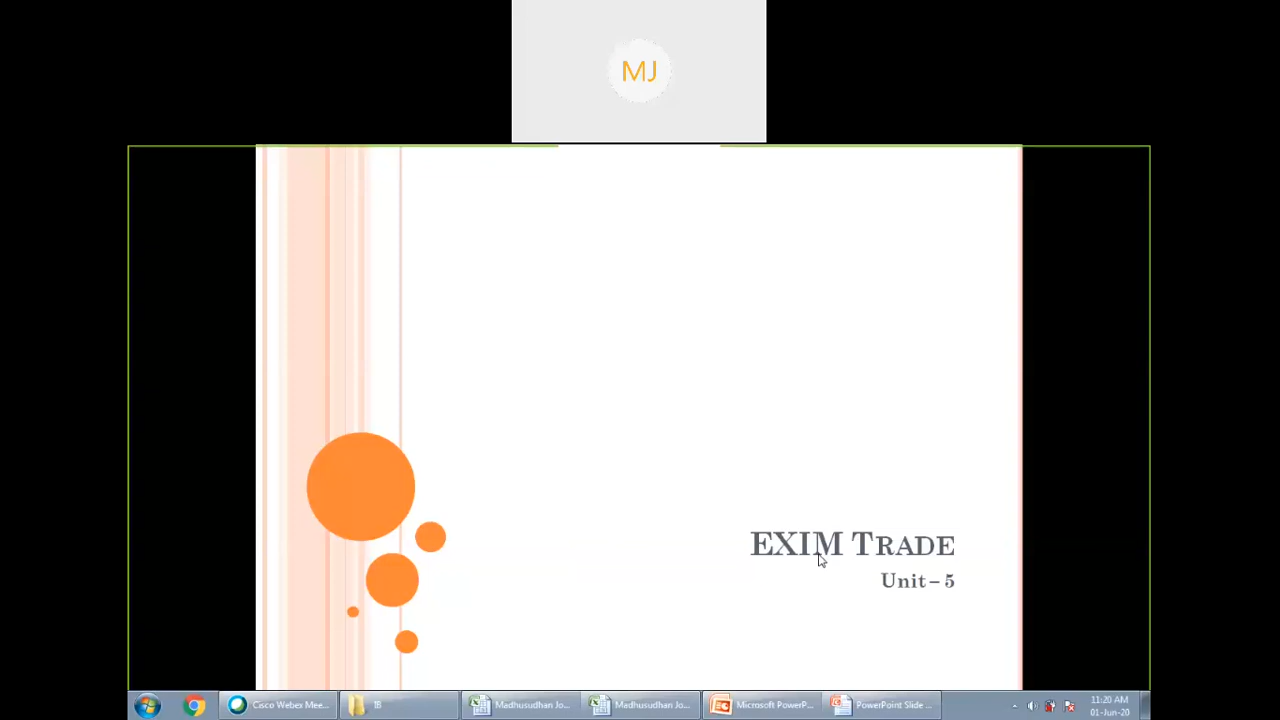 MJ
EXIM TRADE
Unit – 5
Cisco Webex Mee...
IB
Madhusudhan Jo...
Madhusudhan Jo...
Microsoft PowerP...
PowerPoint Slide ...
11:20 AM
01-Jun-20